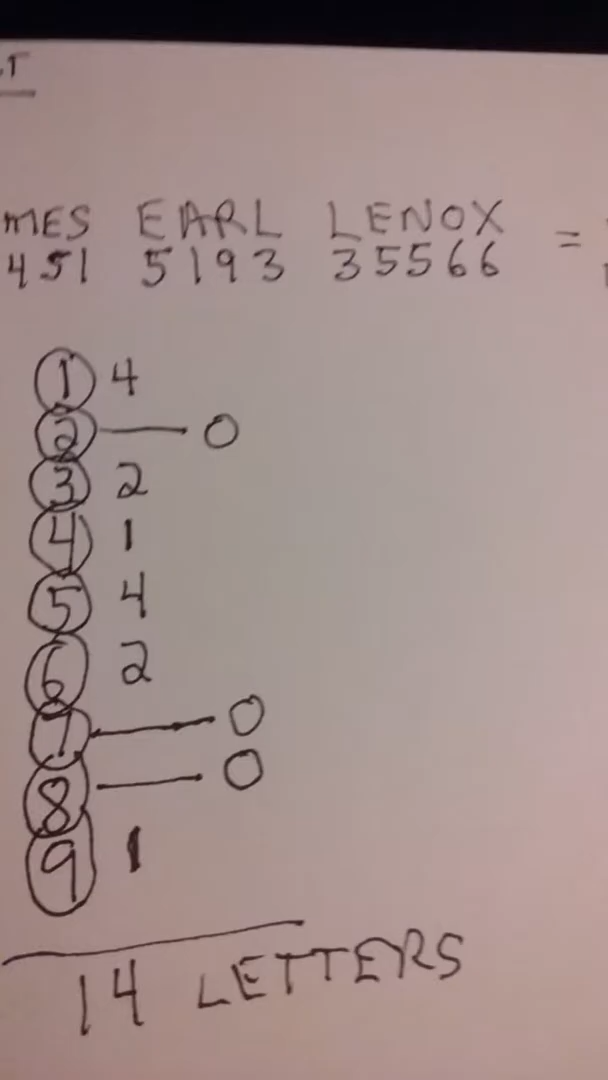 MES EARL LENOX =
451 5193 35566
1 4
2 — 0
3 2
4 1
5 4
6 2
7 — 0
8 — 0
9 1
14 LETTERS